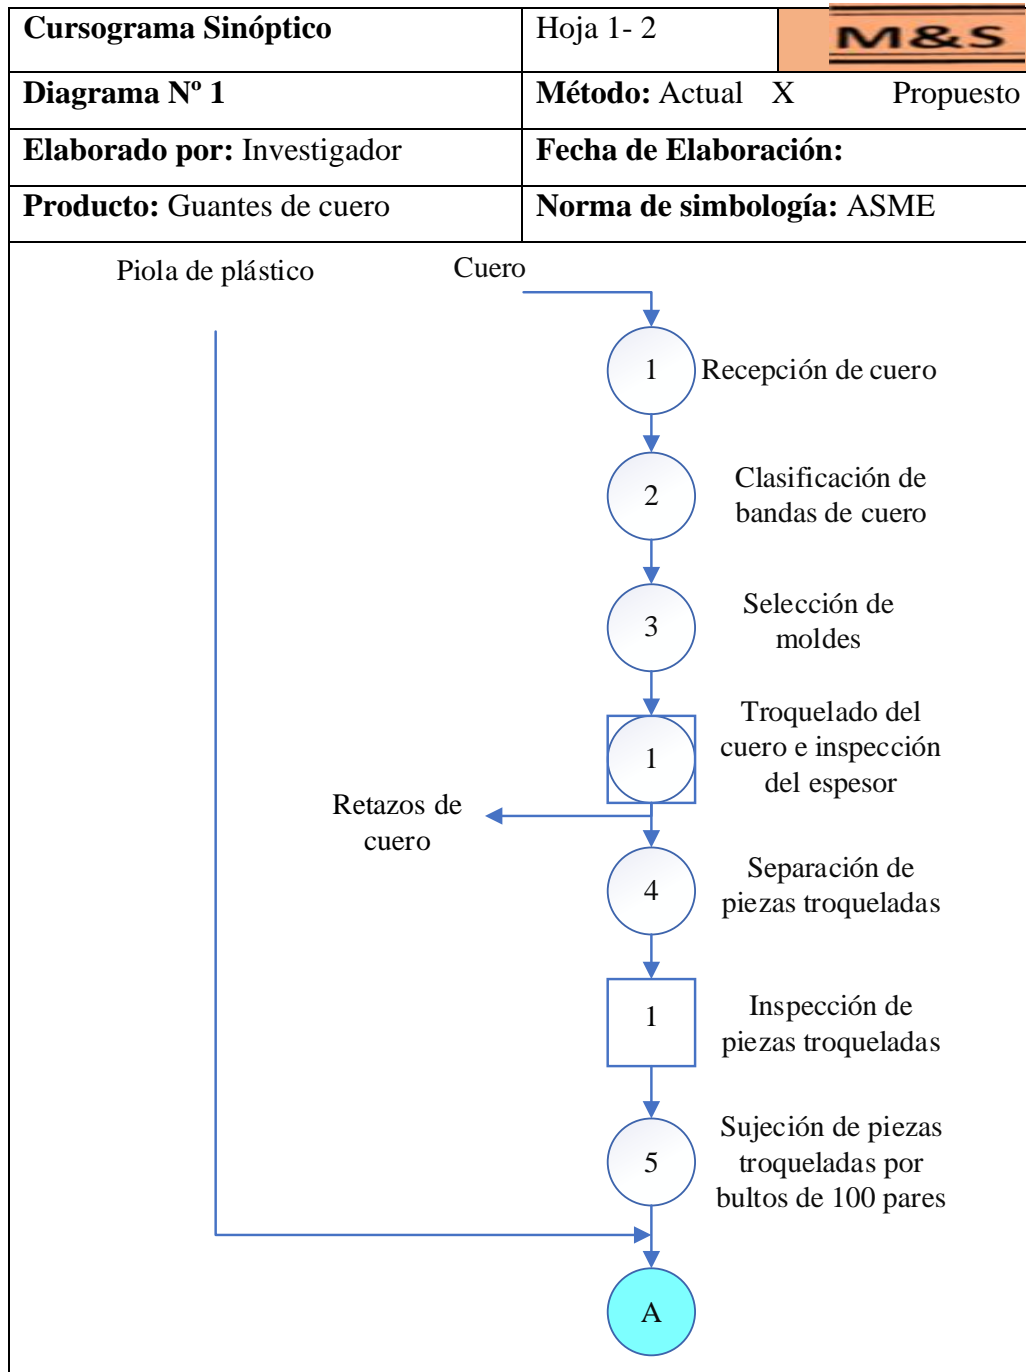 Cursograma Sinóptico
Hoja 1- 2
M&S
Diagrama Nº 1
Método: Actual X Propuesto
Elaborado por: Investigador
Fecha de Elaboración:
Producto: Guantes de cuero
Norma de simbología: ASME
Piola de plástico
Cuero
1
Recepción de cuero
2
Clasificación de
bandas de cuero
3
Selección de
moldes
1
Troquelado del
cuero e inspección
del espesor
Retazos de
cuero
4
Separación de
piezas troqueladas
1
Inspección de
piezas troqueladas
5
Sujeción de piezas
troqueladas por
bultos de 100 pares
A